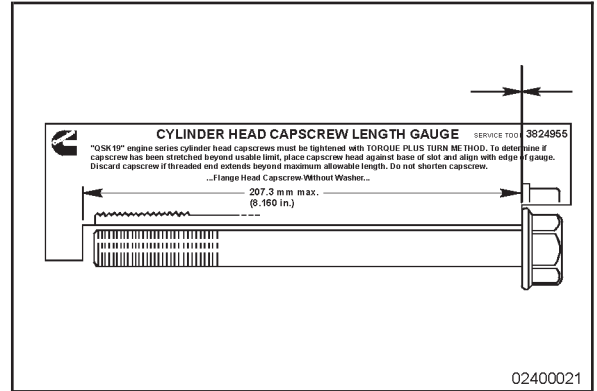 CYLINDER HEAD CAPSCREW LENGTH GAUGE SERVICE TOOL 3824955
"QSK19" engine series cylinder head capscrews must be tightened with TORQUE PLUS TURN METHOD. To determine if
capscrew has been stretched beyond usable limit, place capscrew head against base of slot and align with edge of gauge.
Discard capscrew if threaded end extends beyond maximum allowable length. Do not shorten capscrew.
...Flange Head Capscrew-Without Washer...
207.3 mm max.
(8.160 in.)
02400021